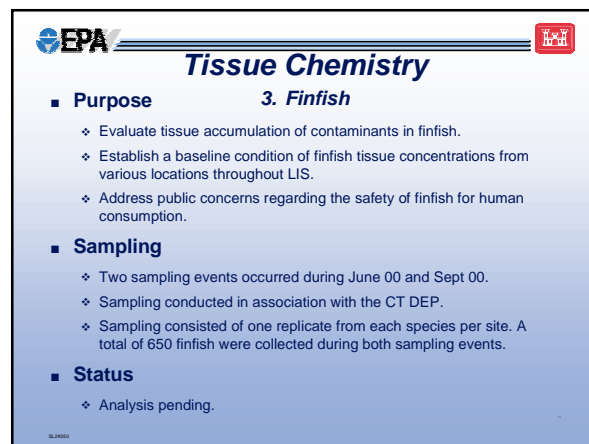 EPA
Tissue Chemistry
3. Finfish
Purpose
Evaluate tissue accumulation of contaminants in finfish.
Establish a baseline condition of finfish tissue concentrations from
various locations throughout LIS.
Address public concerns regarding the safety of finfish for human
consumption.
Sampling
Two sampling events occurred during June 00 and Sept 00.
Sampling conducted in association with the CT DEP.
Sampling consisted of one replicate from each species per site. A
total of 650 finfish were collected during both sampling events.
Status
Analysis pending.